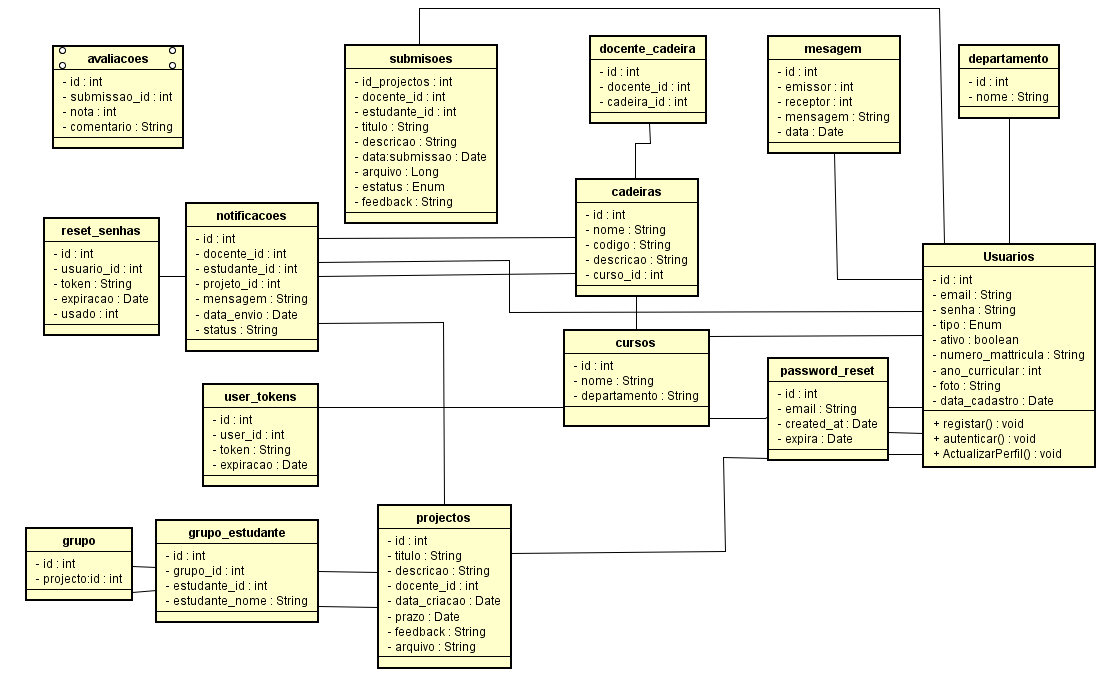 avaliacoes
- id : int
- submissao_id : int
- nota : int
- comentario : String
submisoes
- id_projectos : int
- docente_id : int
- estudante_id : int
- titulo : String
- descricao : String
- data:submissao : Date
- arquivo : Long
- estatus : Enum
- feedback : String
docente_cadeira
- id : int
- docente_id : int
- cadeira_id : int
mesagem
- id : int
- emissor : int
- receptor : int
- mensagem : String
- data : Date
departamento
- id : int
- nome : String
reset_senhas
- id : int
- usuario_id : int
- token : String
- expiracao : Date
- usado : int
notificacoes
- id : int
- docente_id : int
- estudante_id : int
- projeto_id : int
- mensagem : String
- data_envio : Date
- status : String
cadeiras
- id : int
- nome : String
- codigo : String
- descricao : String
- curso_id : int
Usuarios
- id : int
- email : String
- senha : String
- tipo : Enum
- ativo : boolean
- numero_mattricula : String
- ano_curricular : int
- foto : String
- data_cadastro : Date
+ registar() : void
+ autenticar() : void
+ ActualizarPerfil() : void
cursos
- id : int
- nome : String
- departamento : String
password_reset
- id : int
- email : String
- created_at : Date
- expira : Date
user_tokens
- id : int
- user_id : int
- token : String
- expiracao : Date
grupo
- id : int
- projecto:id : int
grupo_estudante
- id : int
- grupo_id : int
- estudante_id : int
- estudante_nome : String
projectos
- id : int
- titulo : String
- descricao : String
- docente_id : int
- data_criacao : Date
- prazo : Date
- feedback : String
- arquivo : String